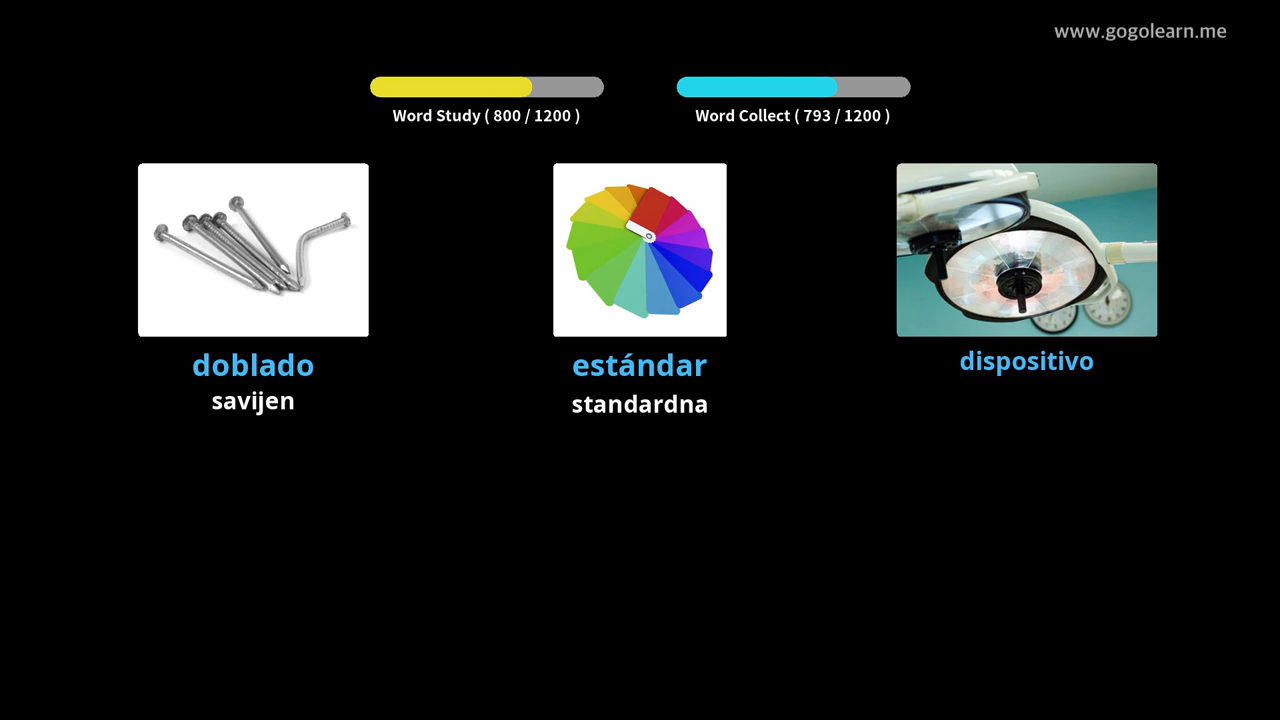 www.gogolearn.me
Word Study ( 800 / 1200 )
Word Collect ( 793 / 1200 )
doblado
savijen
estándar
standardna
dispositivo